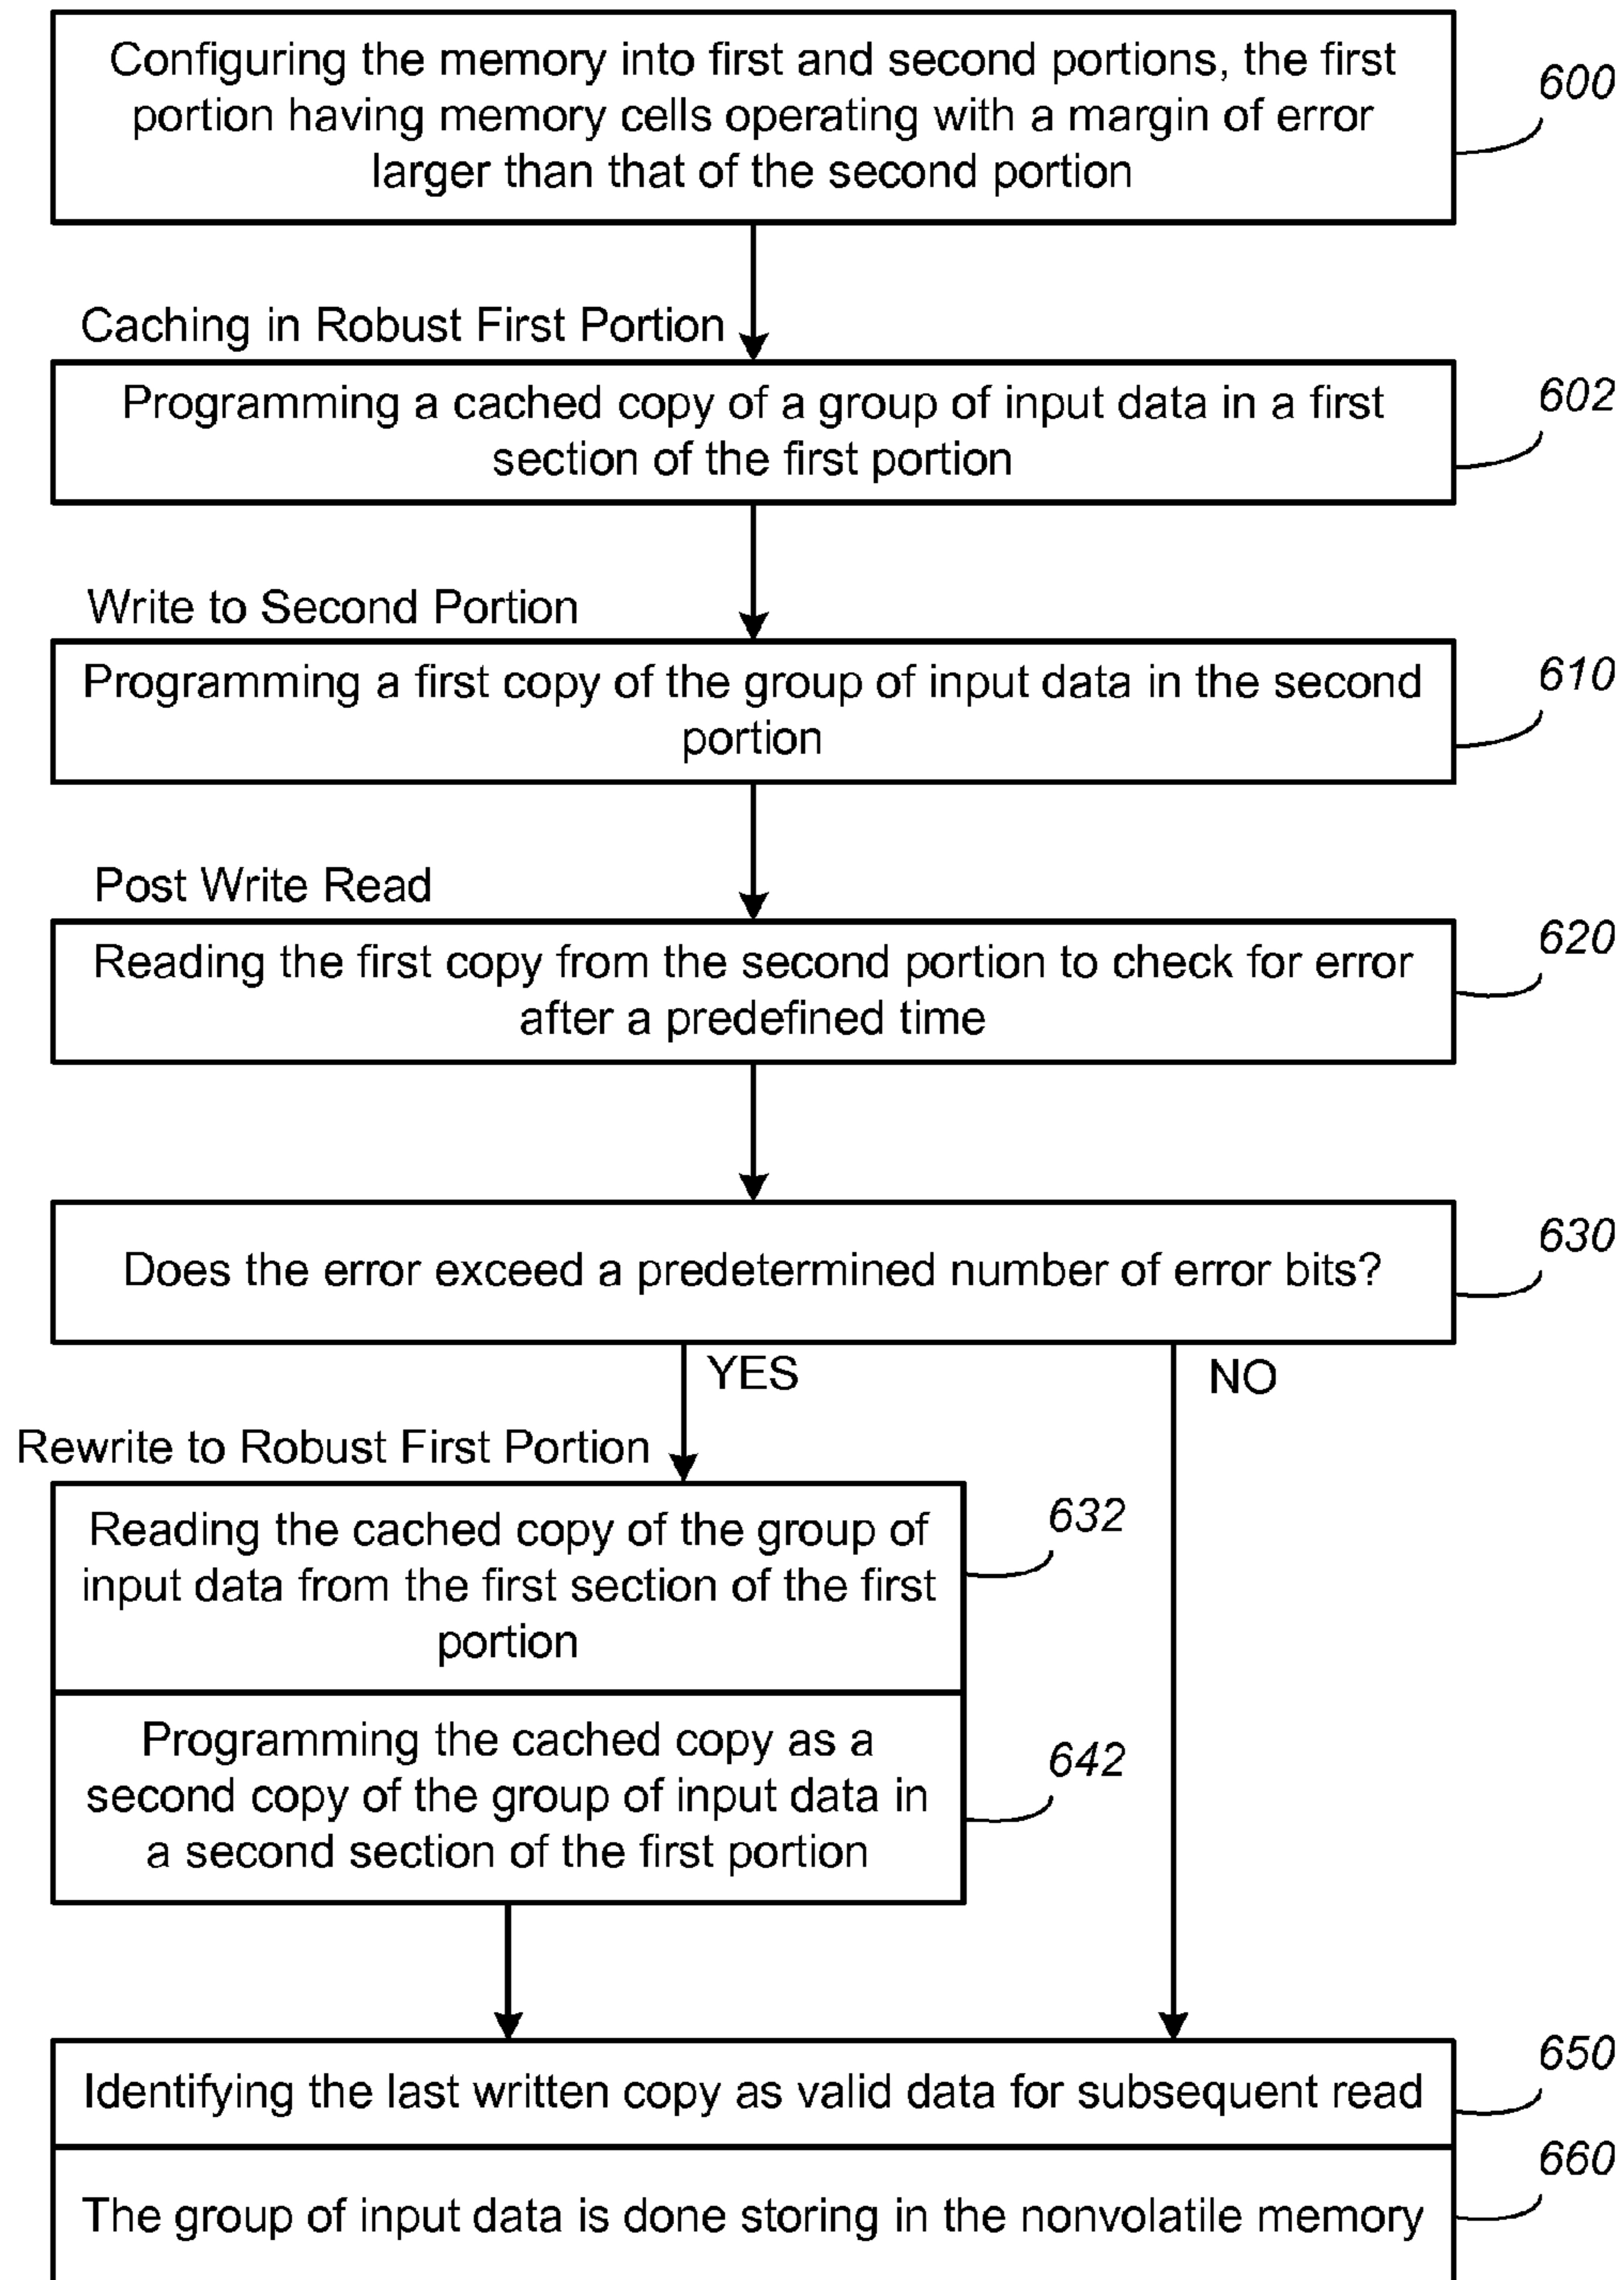 Configuring the memory into first and second portions, the first
portion having memory cells operating with a margin of error
larger than that of the second portion
600
Caching in Robust First Portion
Programming a cached copy of a group of input data in a first
section of the first portion
602
Write to Second Portion
Programming a first copy of the group of input data in the second
portion
610
Post Write Read
Reading the first copy from the second portion to check for error
after a predefined time
620
Does the error exceed a predetermined number of error bits?
630
YES
NO
Rewrite to Robust First Portion
Reading the cached copy of the group of
input data from the first section of the first
portion
632
Programming the cached copy as a
second copy of the group of input data in
a second section of the first portion
642
Identifying the last written copy as valid data for subsequent read
650
The group of input data is done storing in the nonvolatile memory
660